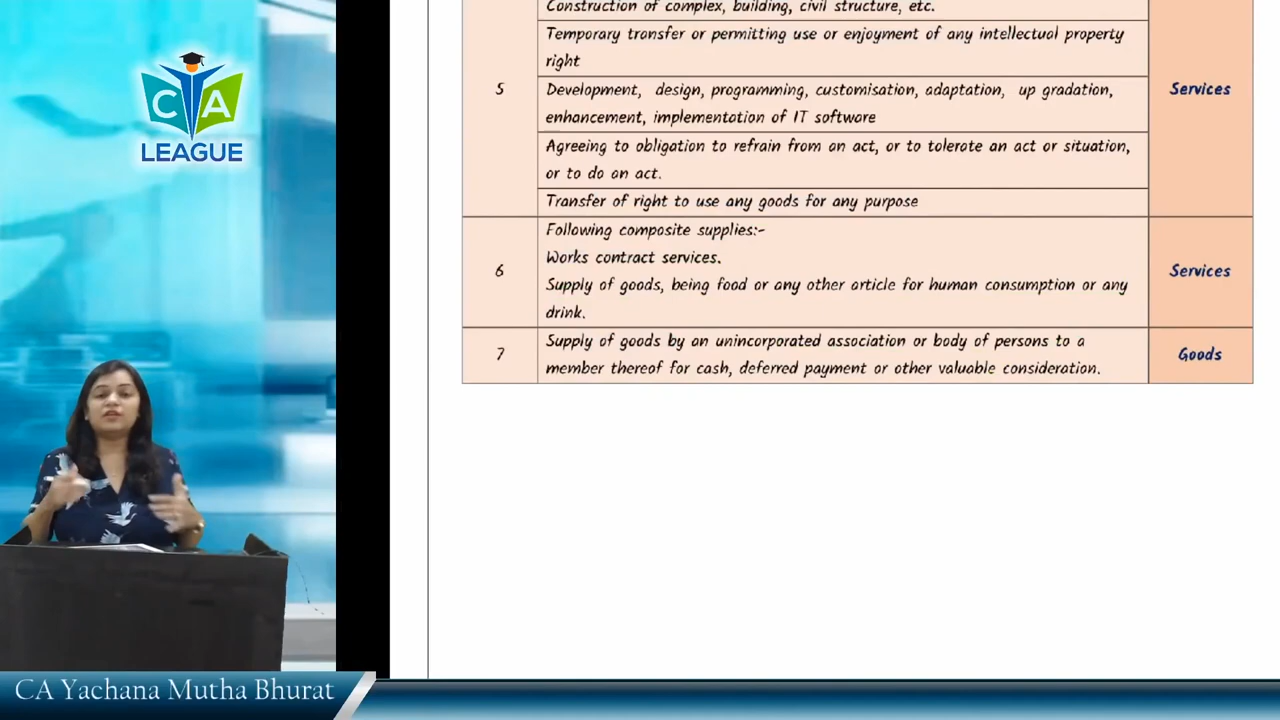 C A
LEAGUE
Construction of complex, building, civil structure, etc.
Temporary transfer or permitting use or enjoyment of any intellectual property
right
5
Development, design, programming, customisation, adaptation, up gradation,
enhancement, implementation of IT software
Services
Agreeing to obligation to refrain from an act, or to tolerate an act or situation,
or to do an act.
Transfer of right to use any goods for any purpose
6
Following composite supplies:-
Works contract services.
Supply of goods, being food or any other article for human consumption or any
drink.
Services
7
Supply of goods by an unincorporated association or body of persons to a
member thereof for cash, deferred payment or other valuable consideration.
Goods
CA Yachana Mutha Bhurat